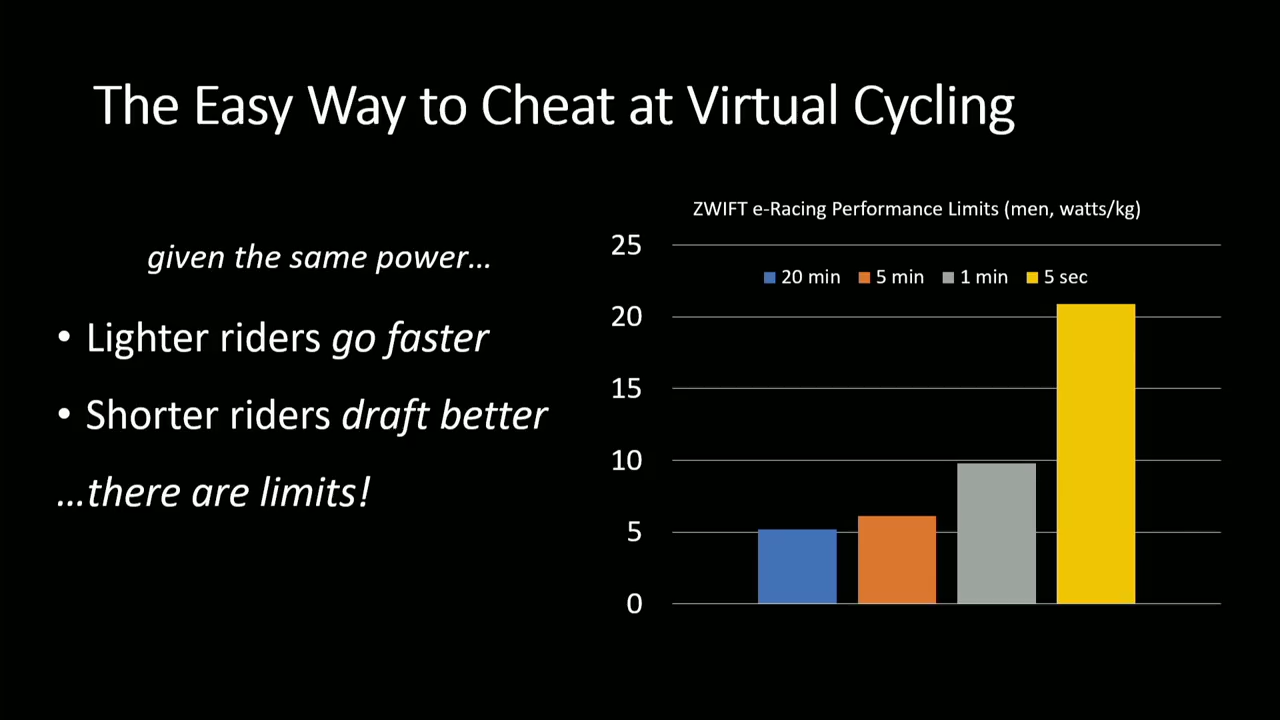 The Easy Way to Cheat at Virtual Cycling
given the same power...
• Lighter riders go faster
• Shorter riders draft better
...there are limits!
ZWIFT e-Racing Performance Limits (men, watts/kg)
20 min 5 min 1 min 5 sec
25
20
15
10
5
0